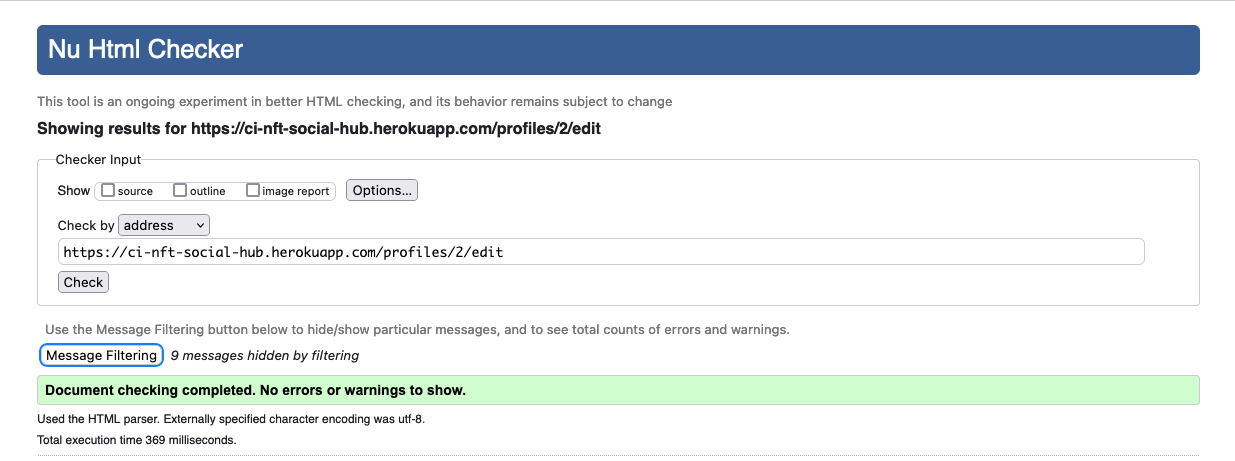 Nu Html Checker
This tool is an ongoing experiment in better HTML checking, and its behavior remains subject to change
Showing results for https://ci-nft-social-hub.herokuapp.com/profiles/2/edit
Checker Input
Show source outline image report Options...
Check by address
https://ci-nft-social-hub.herokuapp.com/profiles/2/edit
Check
Use the Message Filtering button below to hide/show particular messages, and to see total counts of errors and warnings.
Message Filtering 9 messages hidden by filtering
Document checking completed. No errors or warnings to show.
Used the HTML parser. Externally specified character encoding was utf-8.
Total execution time 369 milliseconds.